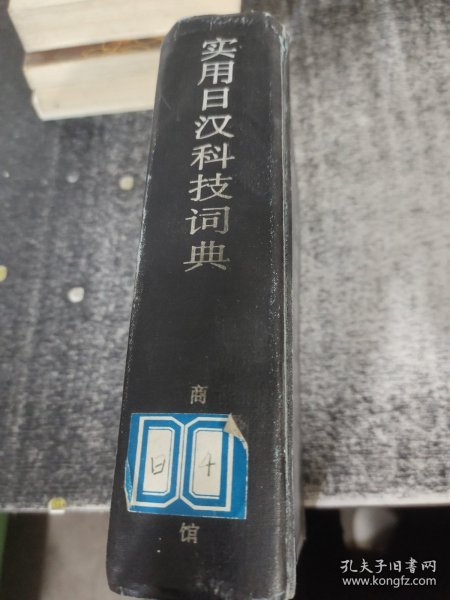 实用日汉科技词典
商
日 4
馆
孔夫子旧书网
www.kongfz.com